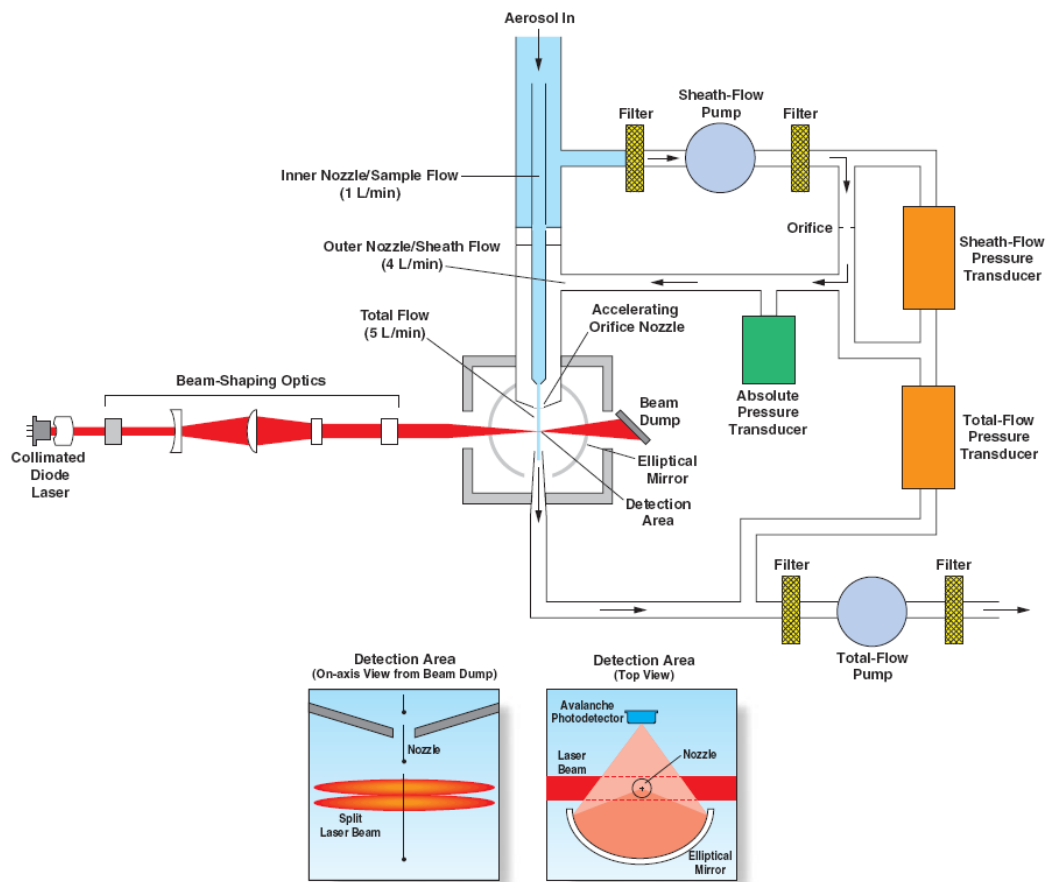 Aerosol In
Filter
Sheath-Flow
Pump
Filter
Inner Nozzle/Sample Flow
(1 L/min)
Orifice
Outer Nozzle/Sheath Flow
(4 L/min)
Sheath-Flow
Pressure
Transducer
Total Flow
(5 L/min)
Accelerating
Orifice Nozzle
Beam-Shaping Optics
Absolute
Pressure
Transducer
Beam
Dump
Total-Flow
Pressure
Transducer
Collimated
Diode
Laser
Elliptical
Mirror
Detection
Area
Filter
Filter
Total-Flow
Pump
Detection Area
(On-axis View from Beam Dump)
Nozzle
Split
Laser Beam
Detection Area
(Top View)
Avalanche
Photodetector
Laser
Beam
Nozzle
+
Elliptical
Mirror